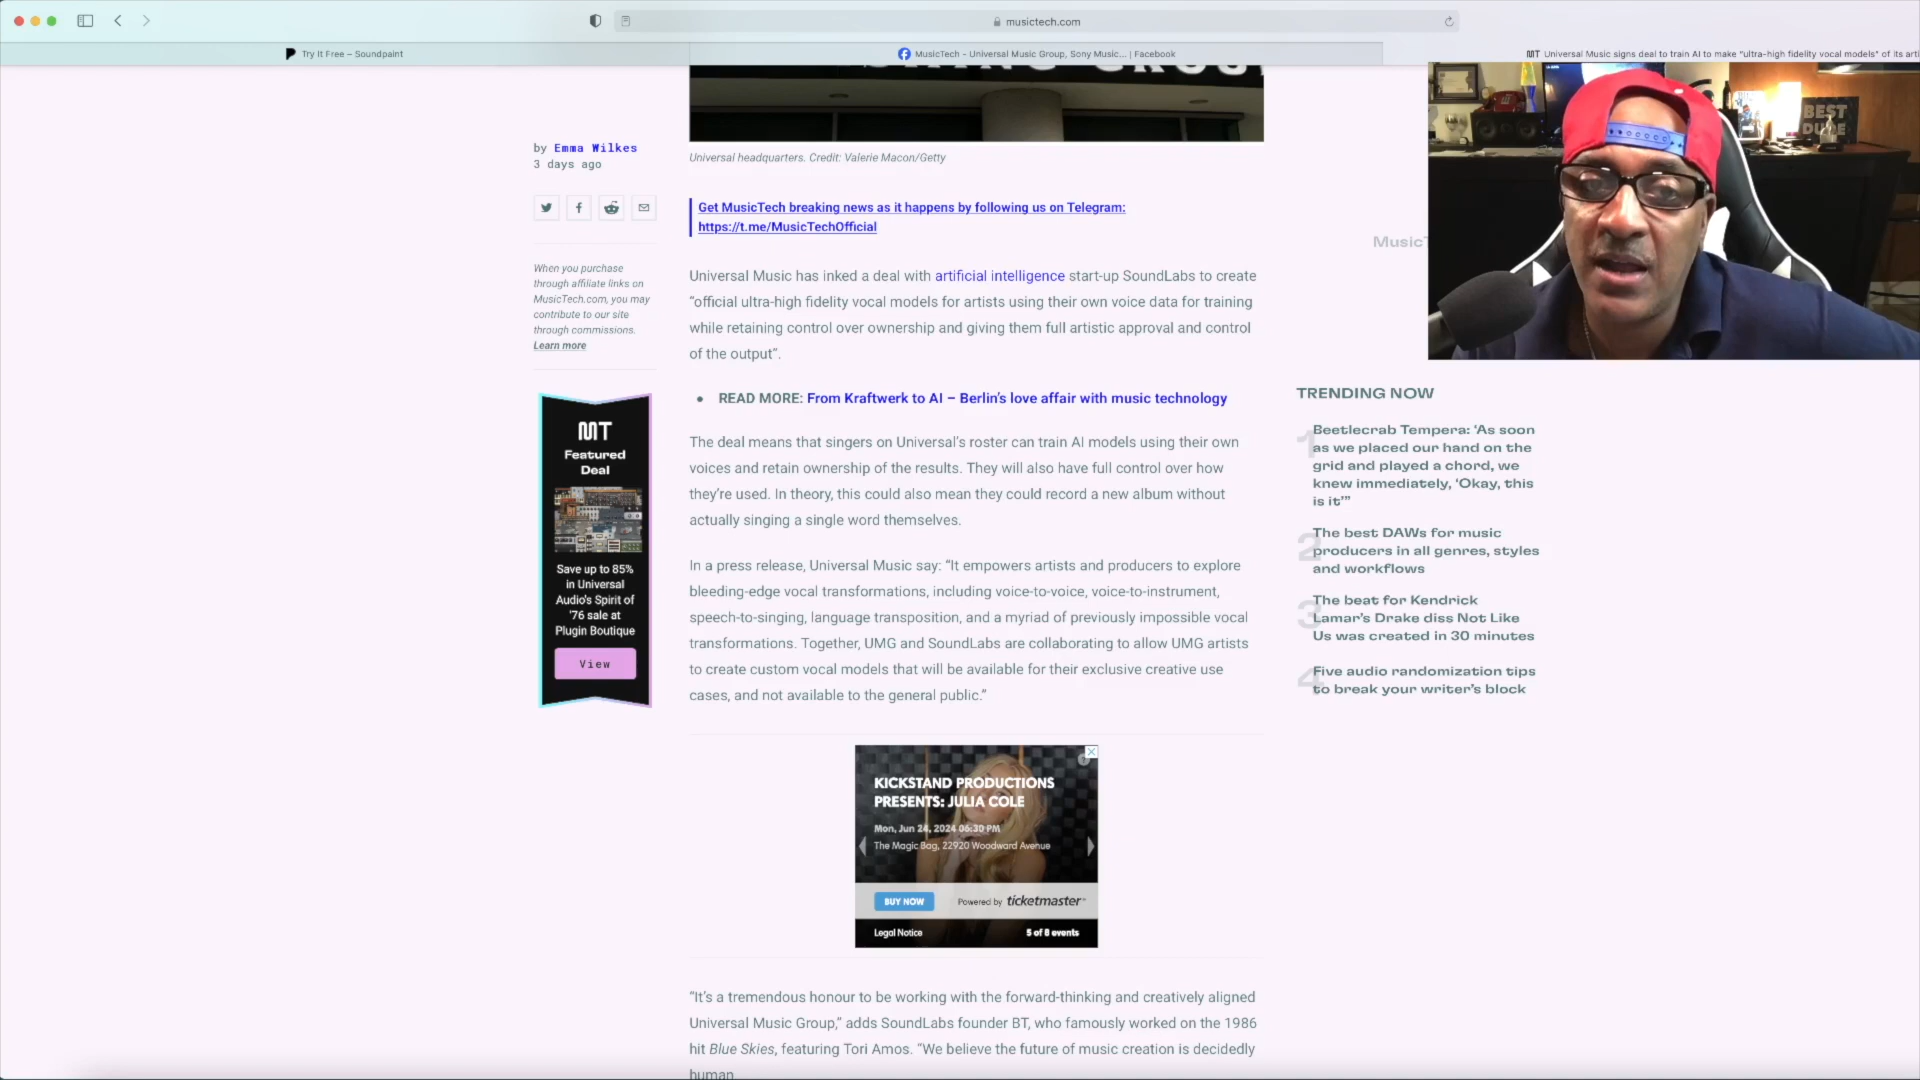 musictech.com
Try It Free – Soundpaint
MusicTech - Universal Music Group, Sony Music... | Facebook
MT Universal Music signs deal to train AI to make "ultra-high fidelity vocal models" of its arti
BEST
by Emma Wilkes
3 days ago
When you purchase
through affiliate links on
MusicTech.com, you may
contribute to our site
through commissions.
Learn more
MT
Featured
Deal
Save up to 85%
in Universal
Audio's Spirit of
'76 sale at
Plugin Boutique
View
Universal headquarters. Credit: Valerie Macon/Getty
Get MusicTech breaking news as it happens by following us on Telegram:
https://t.me/MusicTechOfficial
Universal Music has inked a deal with artificial intelligence start-up SoundLabs to create
“official ultra-high fidelity vocal models for artists using their own voice data for training
while retaining control over ownership and giving them full artistic approval and control
of the output”.
• READ MORE: From Kraftwerk to AI – Berlin’s love affair with music technology
The deal means that singers on Universal’s roster can train AI models using their own
voices and retain ownership of the results. They will also have full control over how
they’re used. In theory, this could also mean they could record a new album without
actually singing a single word themselves.
In a press release, Universal Music say: “It empowers artists and producers to explore
bleeding-edge vocal transformations, including voice-to-voice, voice-to-instrument,
speech-to-singing, language transposition, and a myriad of previously impossible vocal
transformations. Together, UMG and SoundLabs are collaborating to allow UMG artists
to create custom vocal models that will be available for their exclusive creative use
cases, and not available to the general public.”
KICKSTAND PRODUCTIONS
PRESENTS: JULIA COLE
Mon, Jun 24, 2024 06:30 PM
The Magic Bag, 22920 Woodward Avenue
BUY NOW
Powered by ticketmaster
Legal Notice
5 of 8 events
“It’s a tremendous honour to be working with the forward-thinking and creatively aligned
Universal Music Group,” adds SoundLabs founder BT, who famously worked on the 1986
hit Blue Skies, featuring Tori Amos. “We believe the future of music creation is decidedly
human.
MusicT
TRENDING NOW
1
Beetlecrab Tempera: ‘As soon
as we placed our hand on the
grid and played a chord, we
knew immediately, ‘Okay, this
is it’”
2
The best DAWs for music
producers in all genres, styles
and workflows
3
The beat for Kendrick
Lamar’s Drake diss Not Like
Us was created in 30 minutes
4
Five audio randomization tips
to break your writer’s block